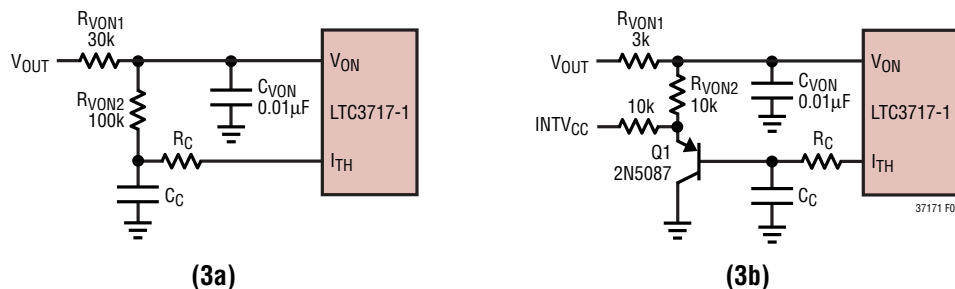 RVON1
30k
VOUT
VON
RVON2
100k
CVON
0.01µF
LTC3717-1
RC
ITH
CC
(3a)
RVON1
3k
VOUT
VON
RVON2
10k
CVON
0.01µF
LTC3717-1
10k
INTVCC
Q1
2N5087
RC
ITH
CC
37171 F0
(3b)